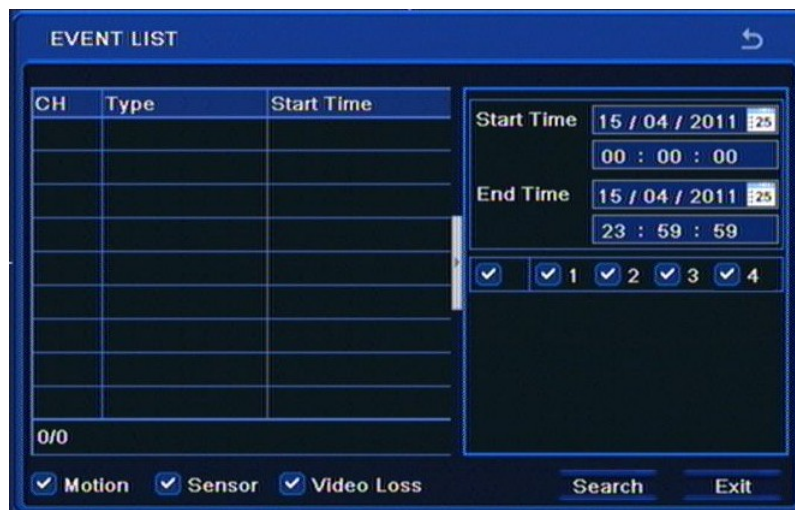 EVENT LIST
CH Type Start Time
0/0
Start Time 15 / 04 / 2011 25
00 : 00 : 00
End Time 15 / 04 / 2011 25
23 : 59 : 59
1 2 3 4
Motion Sensor Video Loss Search Exit